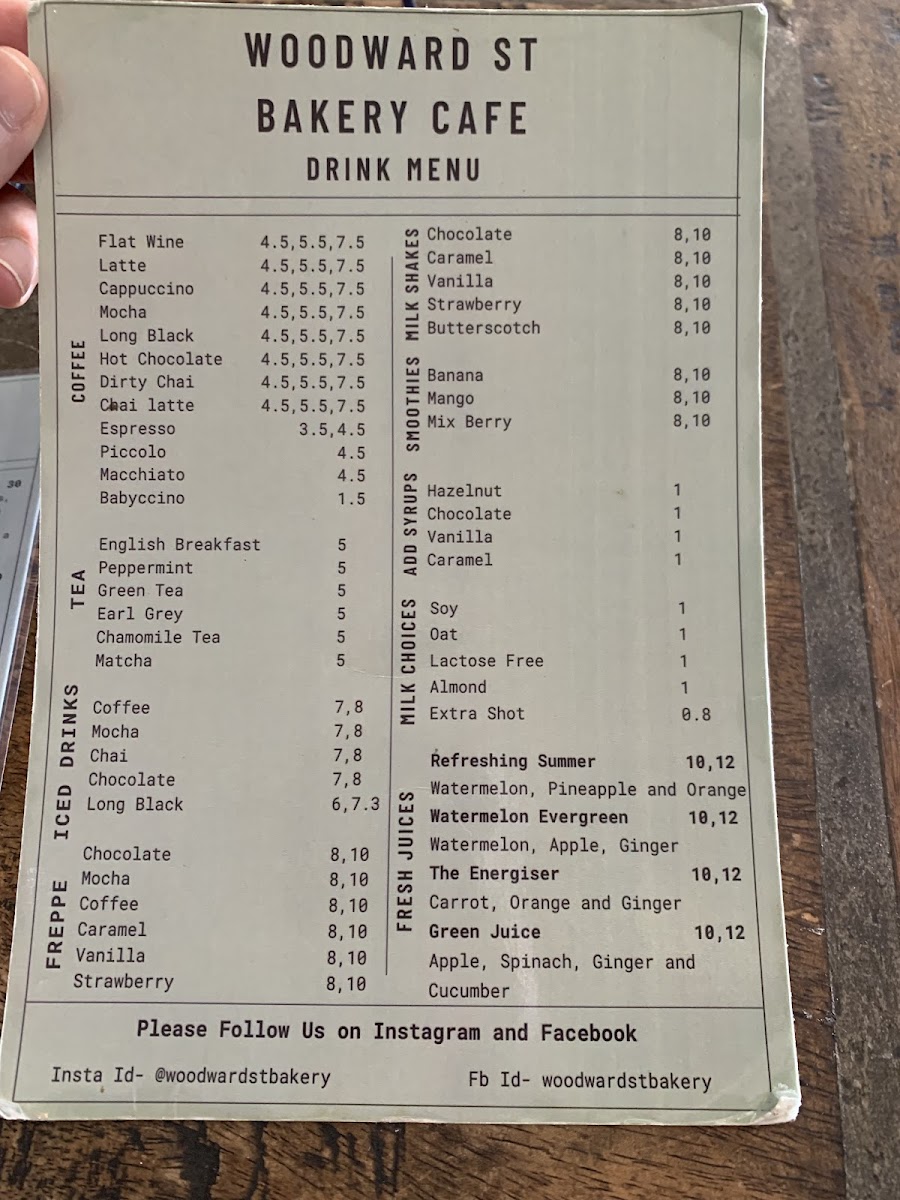 WOODWARD ST
BAKERY CAFE
DRINK MENU
COFFEE
Flat Wine 4.5,5.5,7.5
Latte 4.5,5.5,7.5
Cappuccino 4.5,5.5,7.5
Mocha 4.5,5.5,7.5
Long Black 4.5,5.5,7.5
Hot Chocolate 4.5,5.5,7.5
Dirty Chai 4.5,5.5,7.5
Chai latte 4.5,5.5,7.5
Espresso 3.5,4.5
Piccolo 4.5
Macchiato 4.5
Babyccino 1.5
TEA
English Breakfast 5
Peppermint 5
Green Tea 5
Earl Grey 5
Chamomile Tea 5
Matcha 5
ICED DRINKS
Coffee 7,8
Mocha 7,8
Chai 7,8
Chocolate 7,8
Long Black 6,7.3
FREPPE
Chocolate 8,10
Mocha 8,10
Coffee 8,10
Caramel 8,10
Vanilla 8,10
Strawberry 8,10
MILK SHAKES
Chocolate 8,10
Caramel 8,10
Vanilla 8,10
Strawberry 8,10
Butterscotch 8,10
SMOOTHIES
Banana 8,10
Mango 8,10
Mix Berry 8,10
ADD SYRUPS
Hazelnut 1
Chocolate 1
Vanilla 1
Caramel 1
MILK CHOICES
Soy 1
Oat 1
Lactose Free 1
Almond 1
Extra Shot 0.8
FRESH JUICES
Refreshing Summer 10,12
Watermelon, Pineapple and Orange
Watermelon Evergreen 10,12
Watermelon, Apple, Ginger
The Energiser 10,12
Carrot, Orange and Ginger
Green Juice 10,12
Apple, Spinach, Ginger and
Cucumber
Please Follow Us on Instagram and Facebook
Insta Id- @woodwardstbakery Fb Id- woodwardstbakery
30